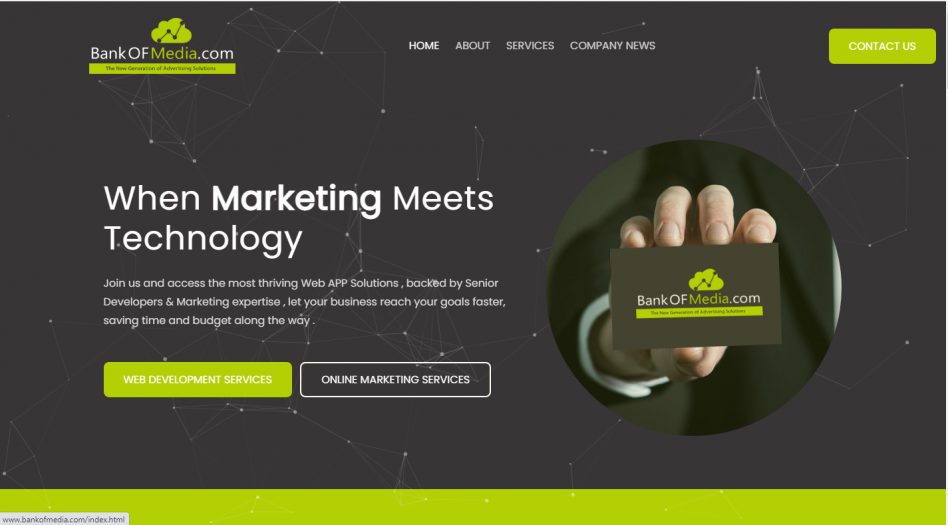 BankOFMedia.com
The New Generation of Advertising Solutions
HOME ABOUT SERVICES COMPANY NEWS
CONTACT US
When Marketing Meets
Technology
Join us and access the most thriving Web APP Solutions , backed by Senior
Developers & Marketing expertise , let your business reach your goals faster,
saving time and budget along the way .
WEB DEVELOPMENT SERVICES
ONLINE MARKETING SERVICES
BankOFMedia.com
The New Generation of Advertising Solutions
www.bankofmedia.com/index.html